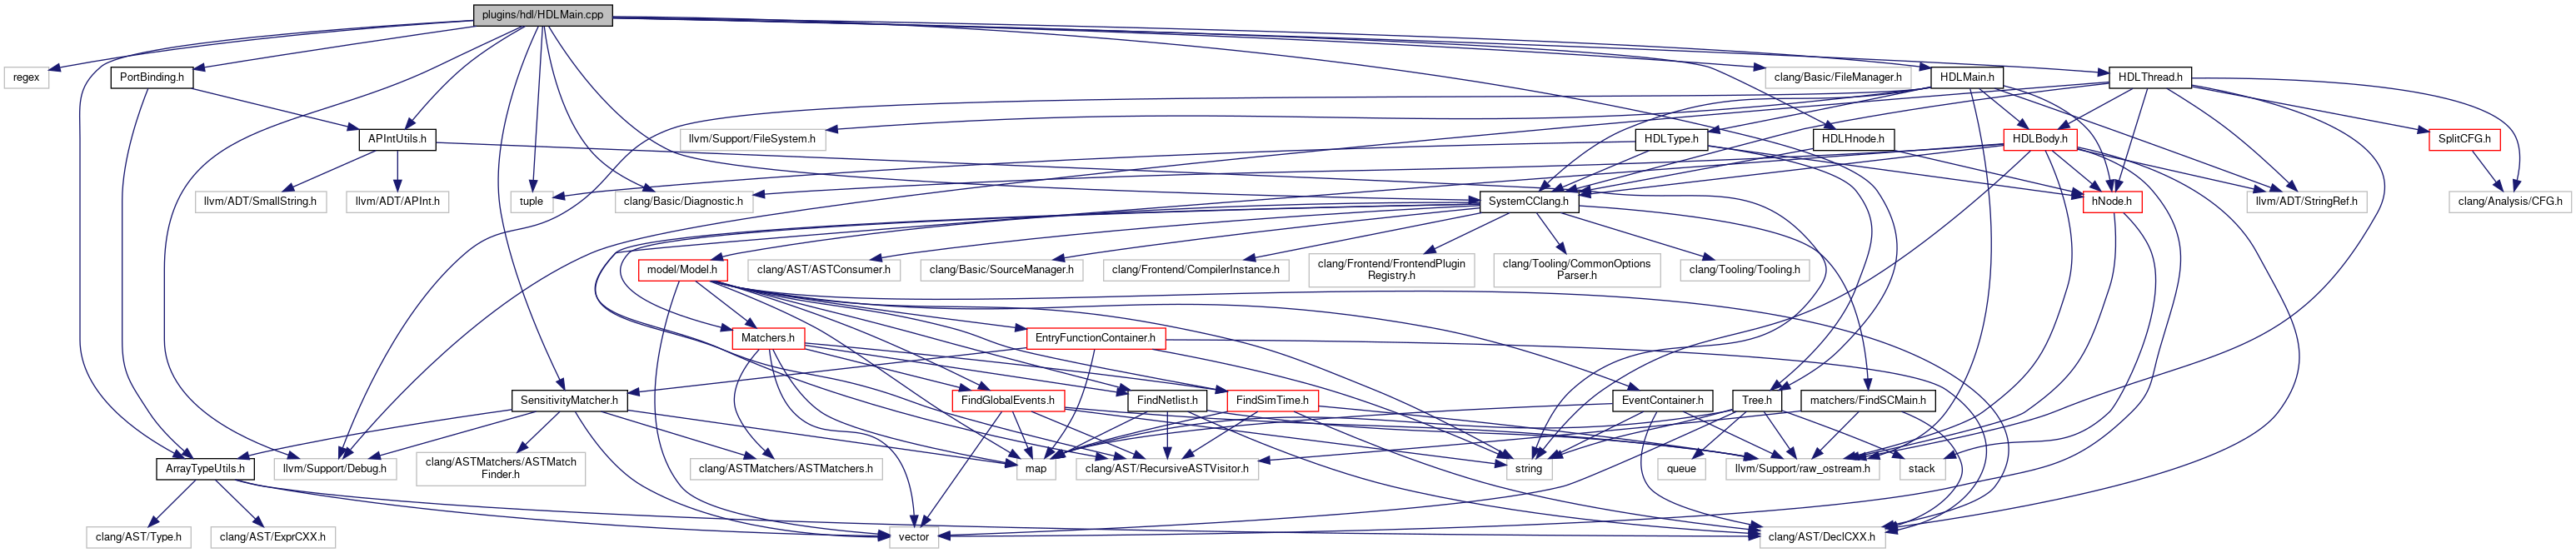 plugins/hdl/HDLMain.cpp
regex
PortBinding.h
clang/Basic/FileManager.h
HDLMain.h
HDLThread.h
APIntUtils.h
llvm/Support/FileSystem.h
HDLType.h
HDLHnode.h
HDLBody.h
SplitCFG.h
llvm/ADT/SmallString.h
llvm/ADT/APInt.h
tuple
clang/Basic/Diagnostic.h
SystemCClang.h
hNode.h
llvm/ADT/StringRef.h
clang/Analysis/CFG.h
model/Model.h
clang/AST/ASTConsumer.h
clang/Basic/SourceManager.h
clang/Frontend/CompilerInstance.h
clang/Frontend/FrontendPlugin
Registry.h
clang/Tooling/CommonOptions
Parser.h
clang/Tooling/Tooling.h
Matchers.h
EntryFunctionContainer.h
SensitivityMatcher.h
FindGlobalEvents.h
FindNetlist.h
FindSimTime.h
EventContainer.h
Tree.h
matchers/FindSCMain.h
ArrayTypeUtils.h
llvm/Support/Debug.h
clang/ASTMatchers/ASTMatch
Finder.h
clang/ASTMatchers/ASTMatchers.h
map
clang/AST/RecursiveASTVisitor.h
string
queue
llvm/Support/raw_ostream.h
stack
clang/AST/Type.h
clang/AST/ExprCXX.h
vector
clang/AST/DeclCXX.h